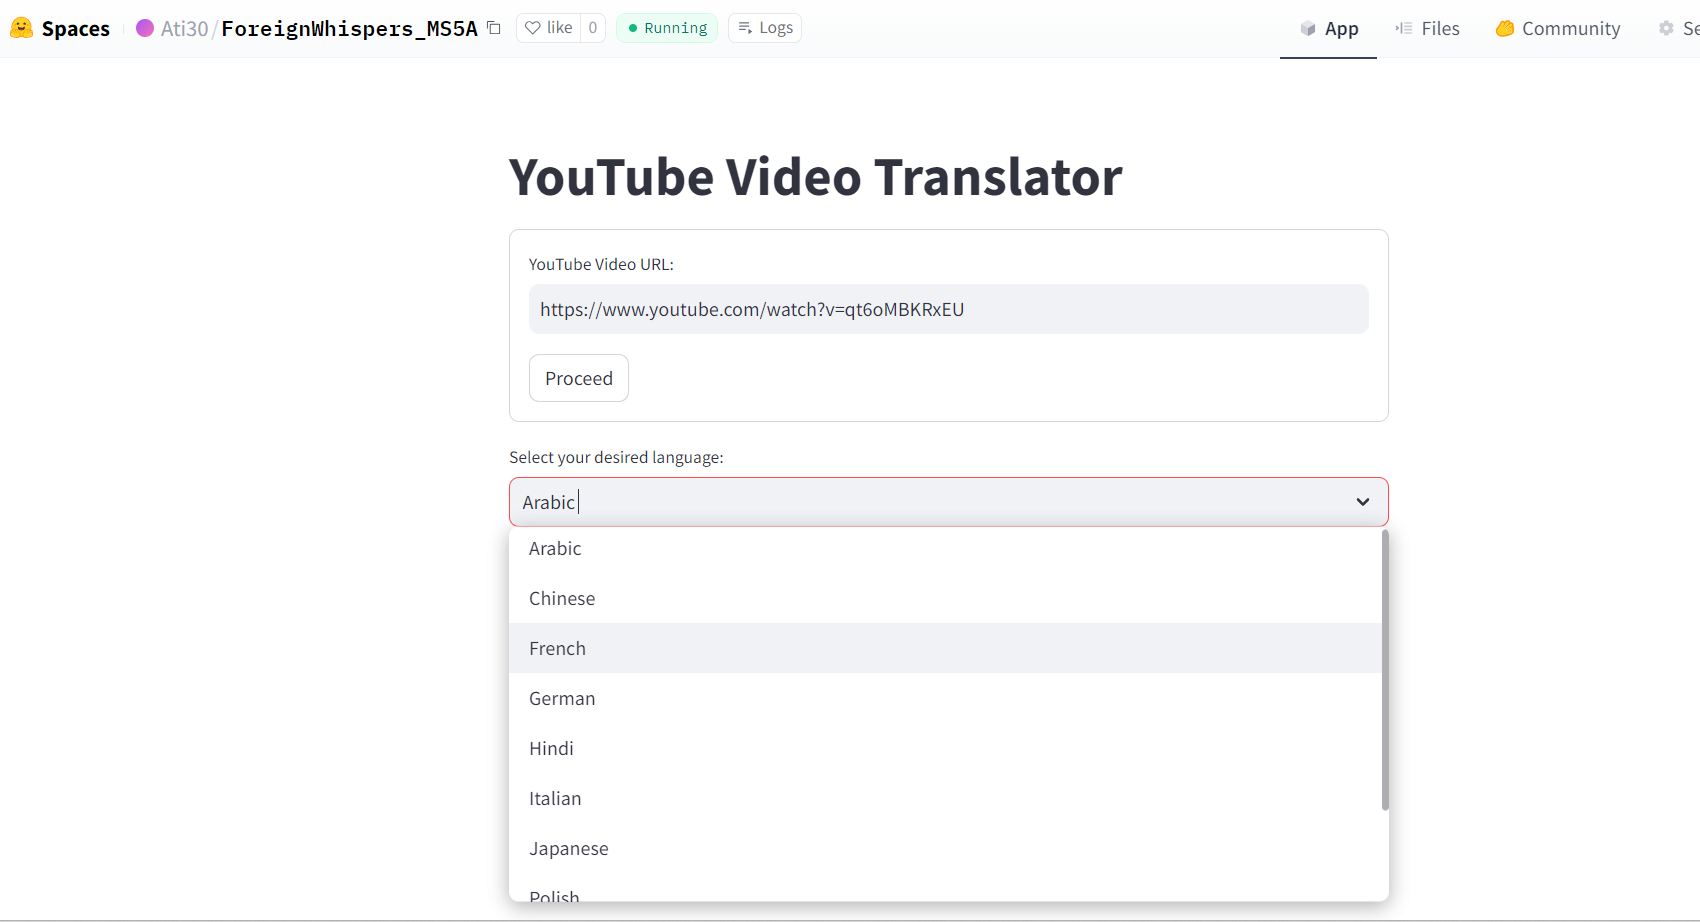 Spaces Ati30/ForeignWhispers_MS5A like 0 Running Logs App Files Community
YouTube Video Translator
YouTube Video URL:
https://www.youtube.com/watch?v=qt6oMBKRxEU
Proceed
Select your desired language:
Arabic
Arabic
Chinese
French
German
Hindi
Italian
Japanese
Polish